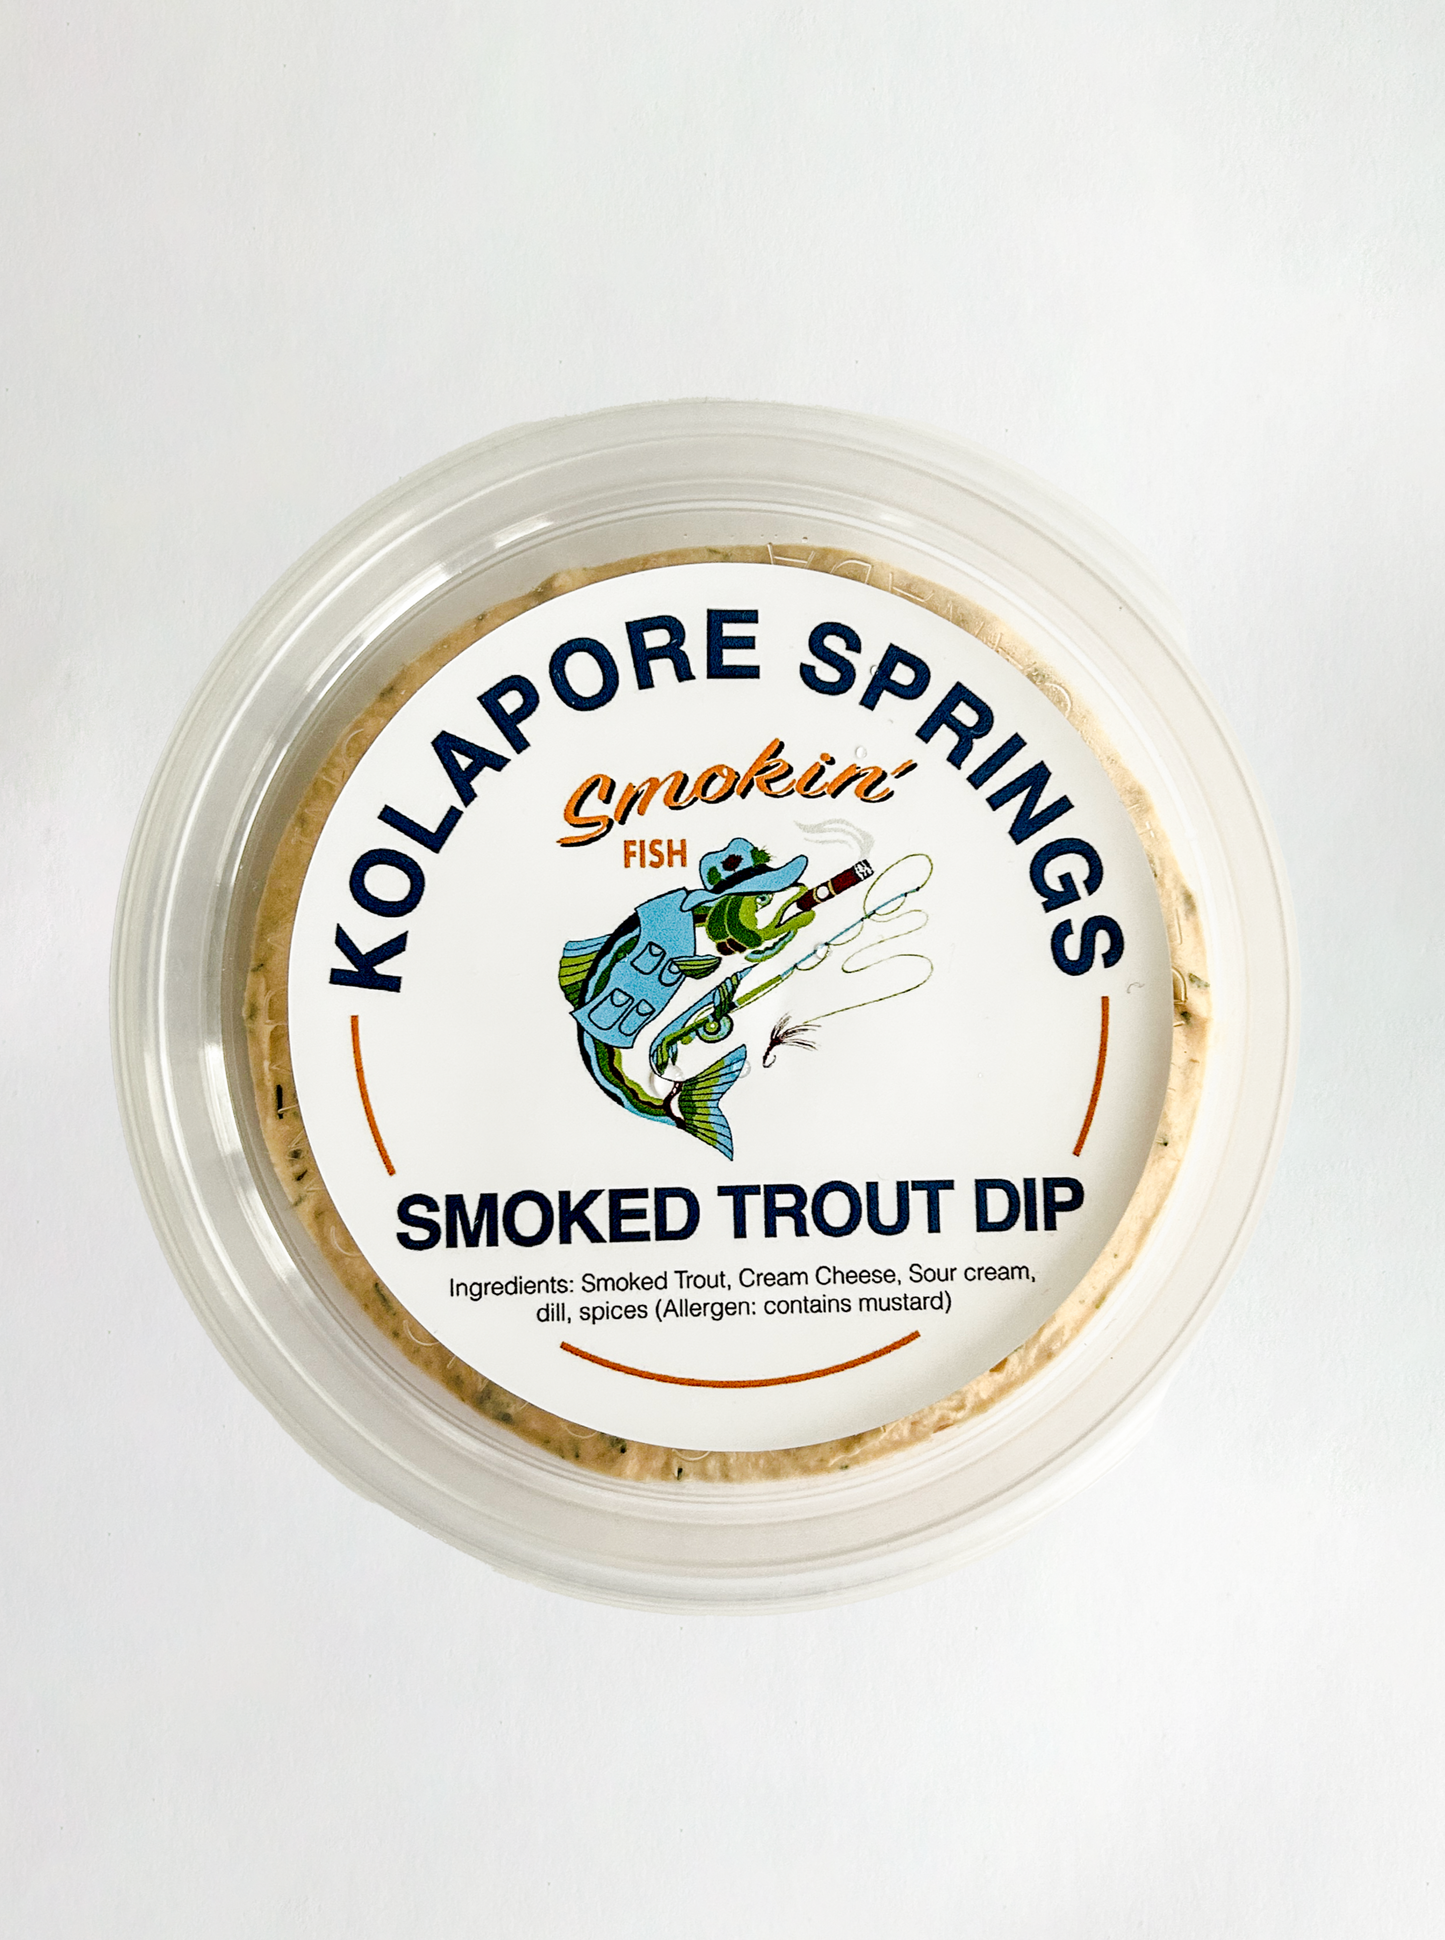 KOLAPORE SPRINGS
Smokin'
FISH
SMOKED TROUT DIP
Ingredients: Smoked Trout, Cream Cheese, Sour cream,
dill, spices (Allergen: contains mustard)